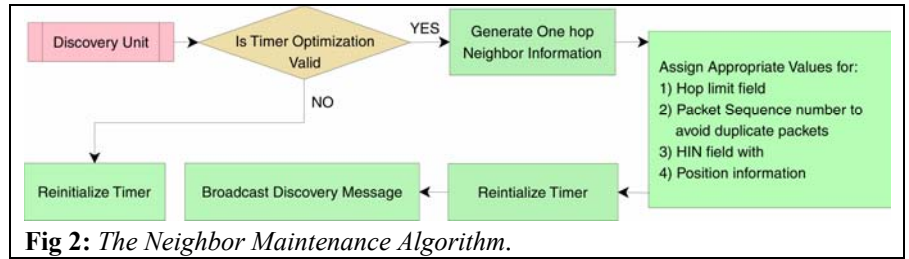 Discovery Unit
Is Timer Optimization
Valid
YES
NO
Generate One hop
Neighbor Information
Assign Appropriate Values for:
1) Hop limit field
2) Packet Sequence number to
avoid duplicate packets
3) HIN field with
4) Position information
Reinitialize Timer
Broadcast Discovery Message
Reinitialize Timer
Fig 2: The Neighbor Maintenance Algorithm.